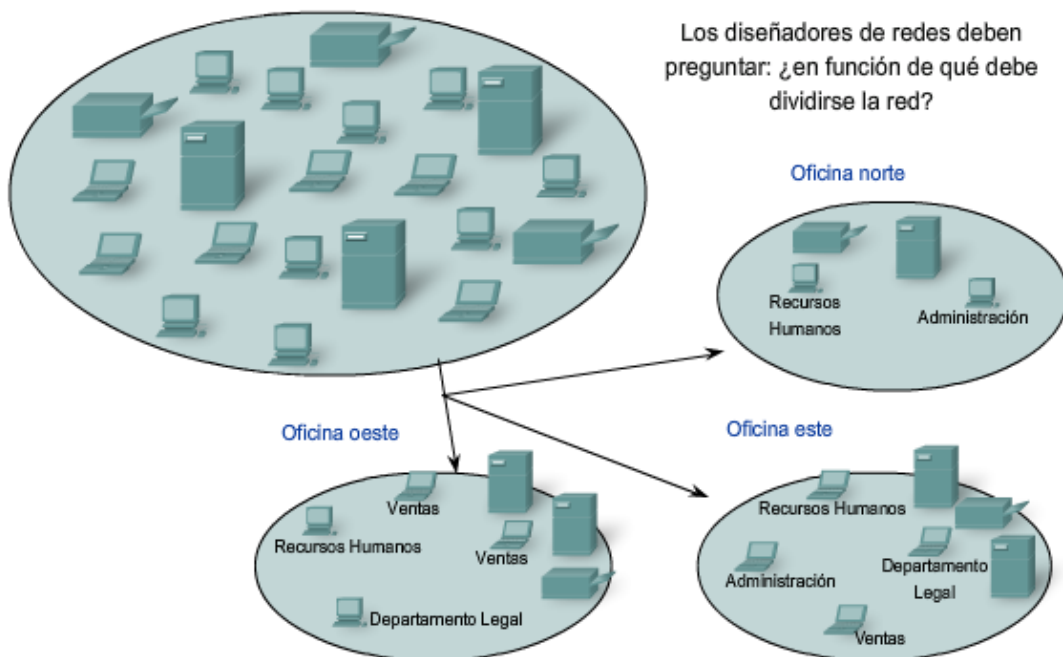 Los diseñadores de redes deben
preguntar: ¿en función de qué debe
dividirse la red?
Oficina norte
Recursos
Humanos
Administración
Oficina oeste
Ventas
Recursos Humanos
Ventas
Departamento Legal
Oficina este
Recursos Humanos
Administración
Departamento
Legal
Ventas